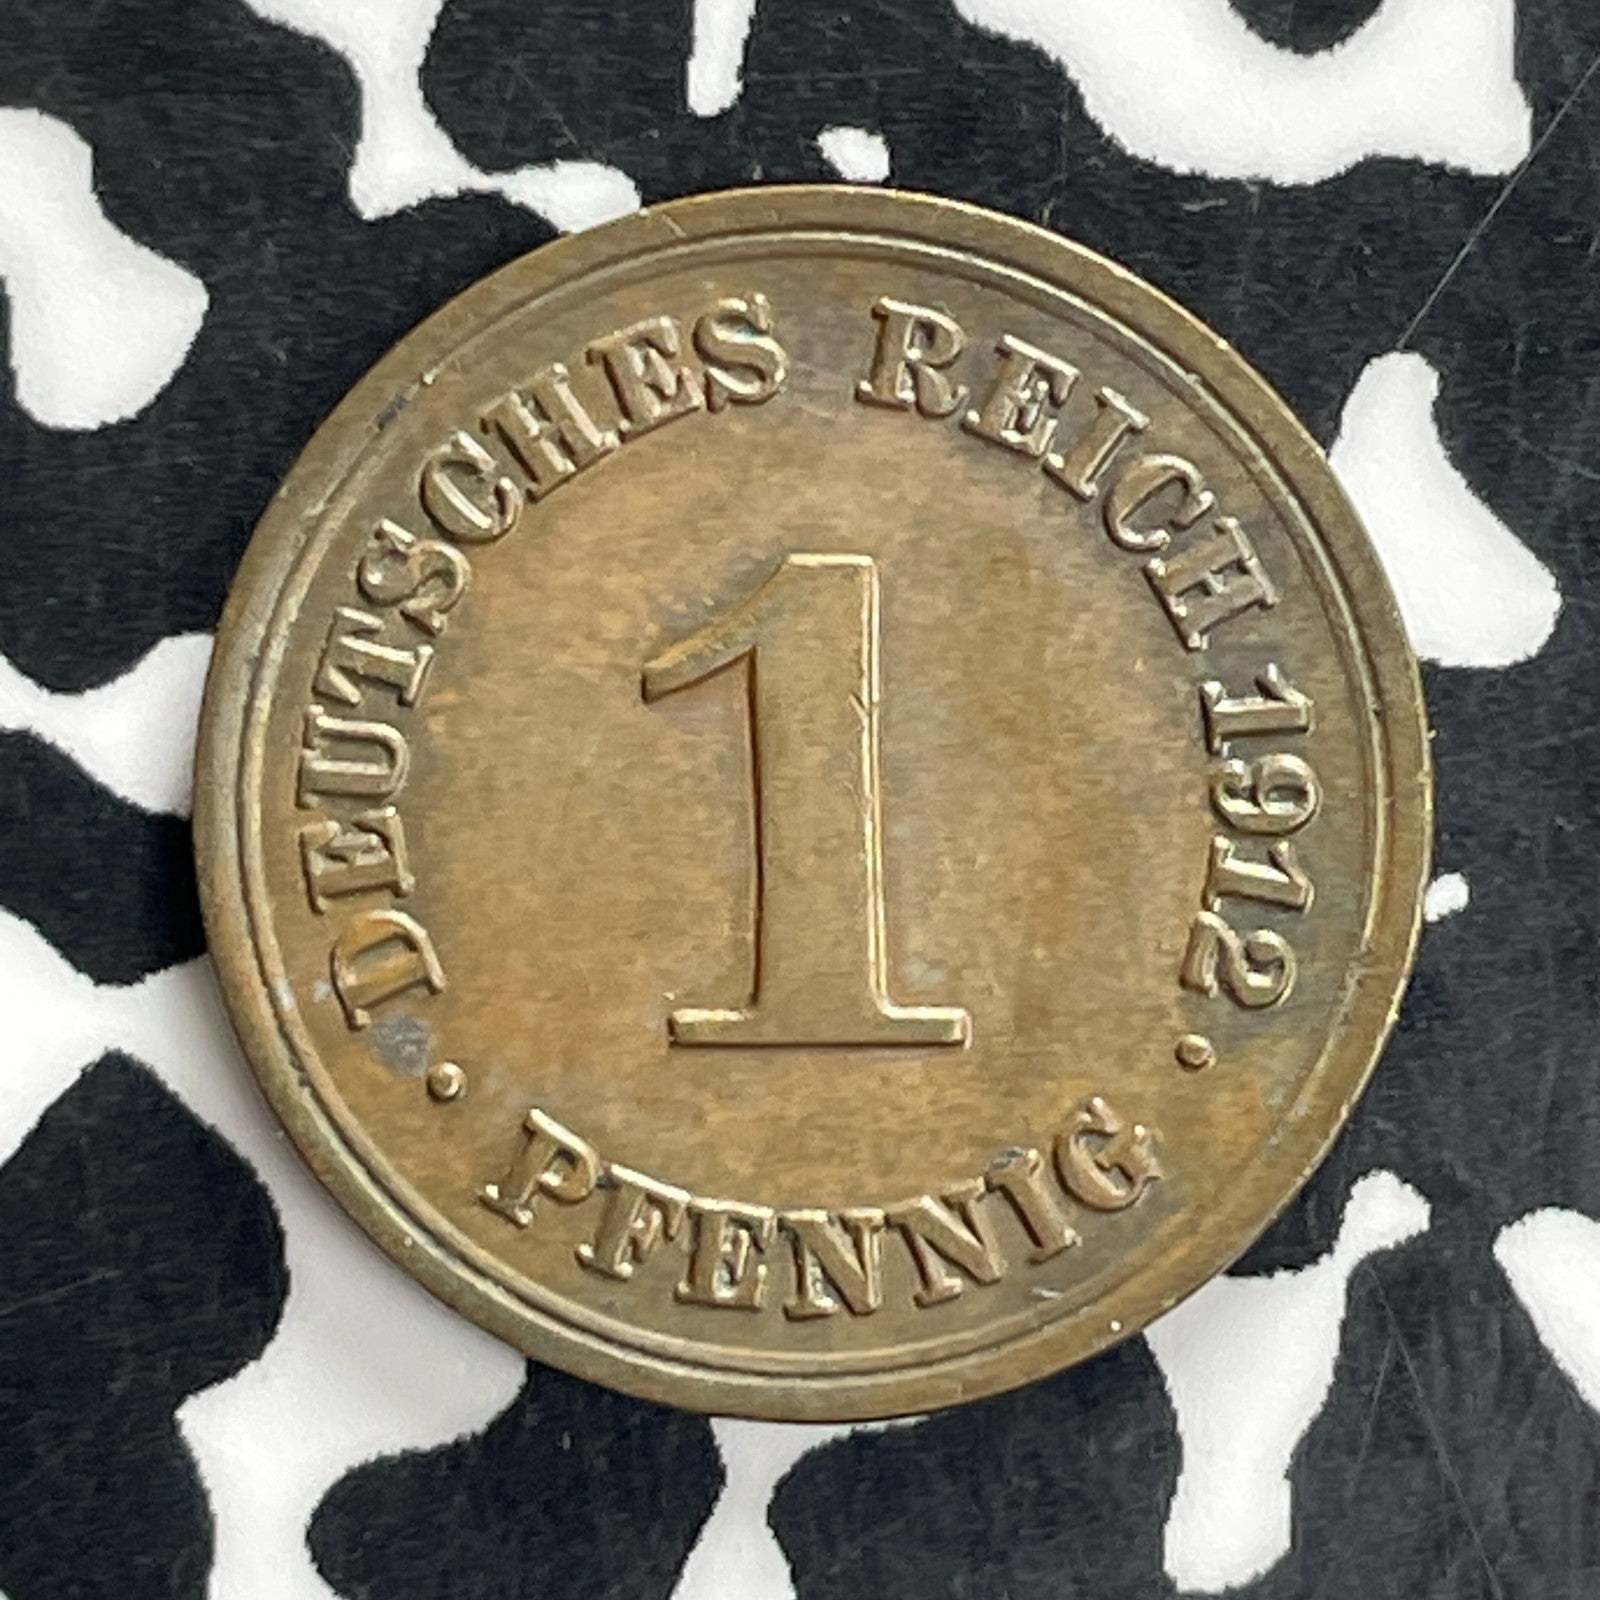 DEUTSCHES REICH 1912
1
· PFENNIG ·